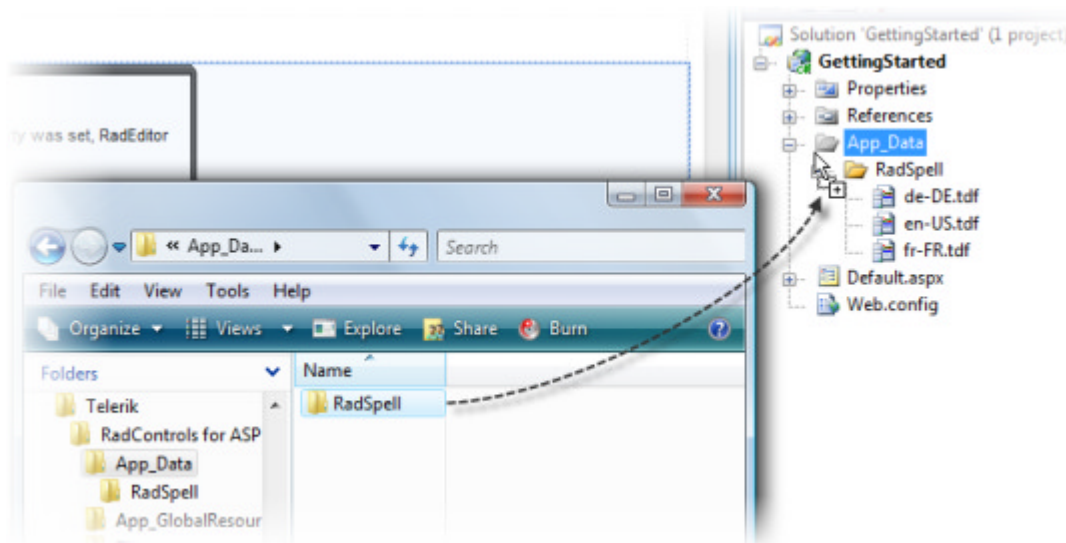 Solution 'GettingStarted' (1 project
GettingStarted
Properties
References
App_Data
RadSpell
de-DE.tdf
en-US.tdf
fr-FR.tdf
Default.aspx
Web.config
was set, RadEditor
« App_Da...
Search
File Edit View Tools Help
Organize Views Explore Share Burn
Folders
Name
Telerik
RadSpell
RadControls for ASP
App_Data
RadSpell
App_GlobalResour